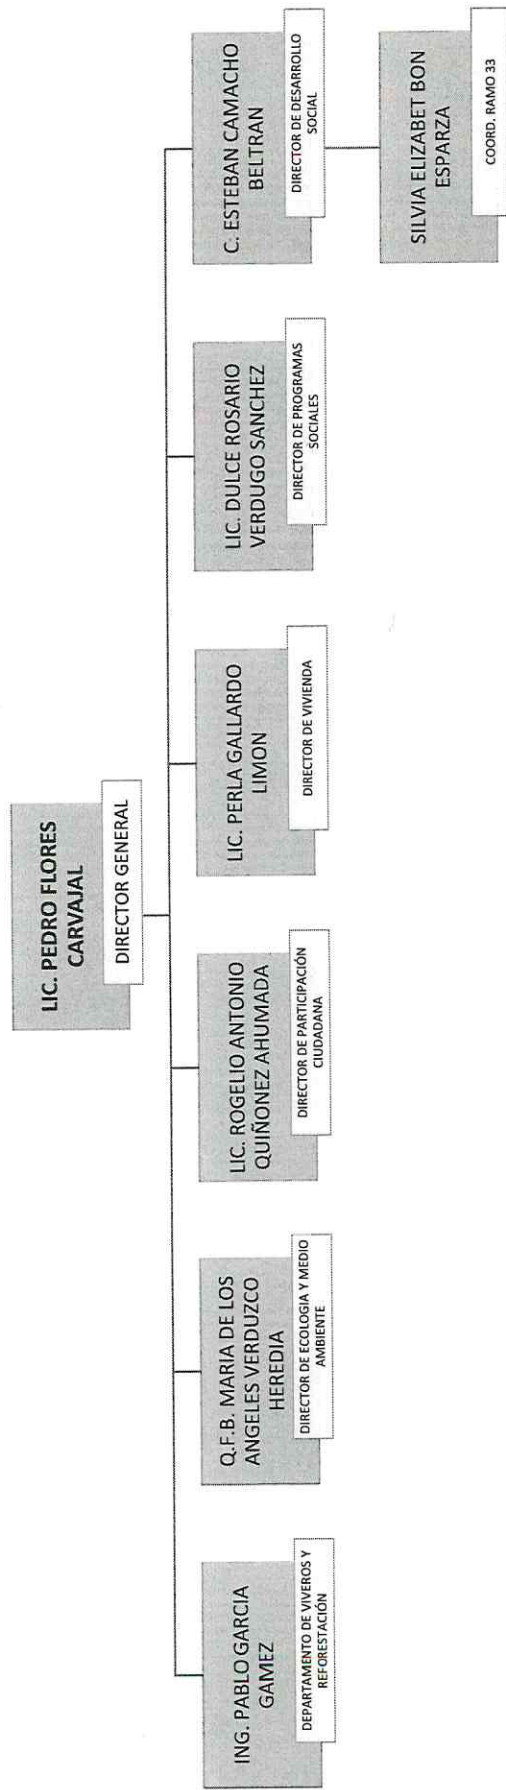 LIC. PEDRO FLORES
CARVAJAL
DIRECTOR GENERAL
ING. PABLO GARCIA
GAMEZ
DEPARTAMENTO DE VIVEROS Y
REFORESTACIÓN
Q.F.B. MARIA DE LOS
ANGELES VERDUZCO
HEREDIA
DIRECTOR DE ECOLOGIA Y MEDIO
AMBIENTE
LIC. ROGELIO ANTONIO
QUIÑONEZ AHUMADA
DIRECTOR DE PARTICIPACIÓN
CIUDADANA
LIC. PERLA GALLARDO
LIMON
DIRECTOR DE VIVIENDA
LIC. DULCE ROSARIO
VERDUGO SANCHEZ
DIRECTOR DE PROGRAMAS
SOCIALES
C. ESTEBAN CAMACHO
BELTRAN
DIRECTOR DE DESARROLLO
SOCIAL
SILVIA ELIZABET BON
ESPARZA
COORD. RAMO 33